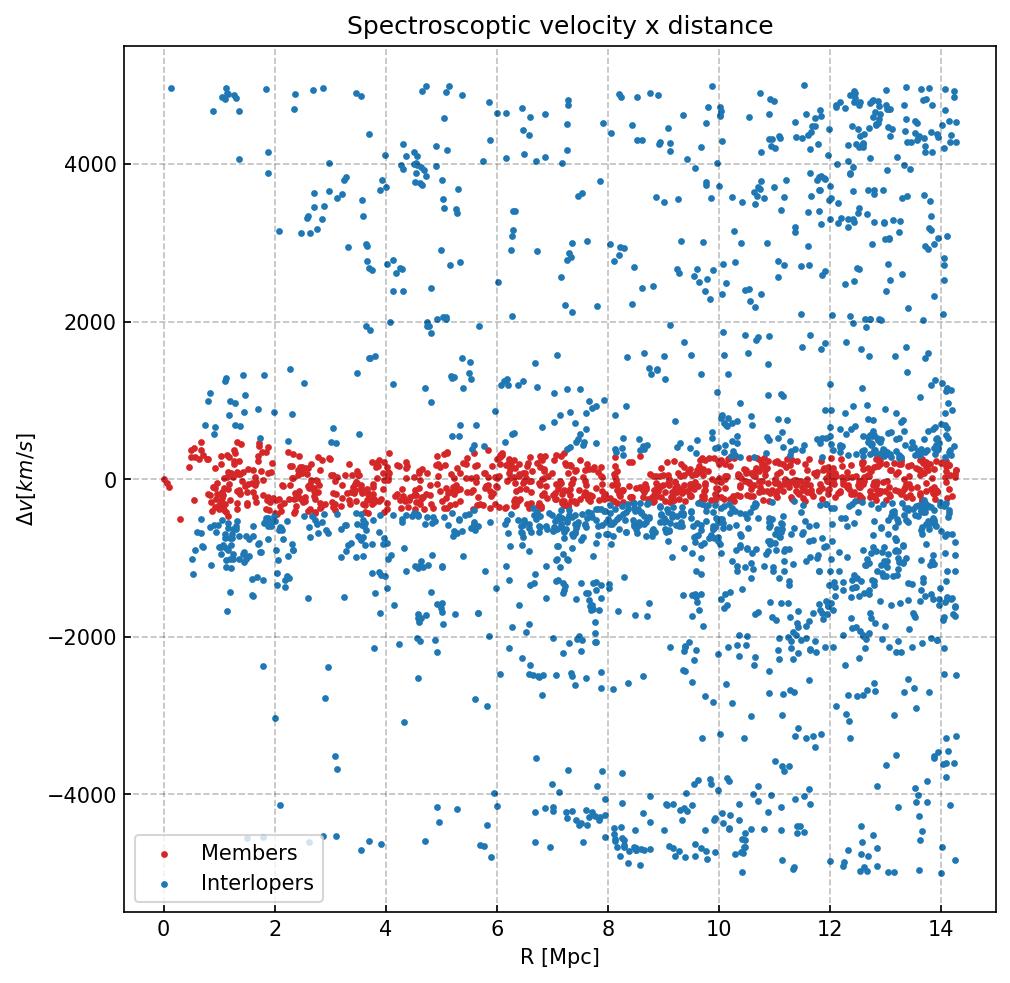 Spectroscoptic velocity x distance
4000
2000
0
−2000
−4000
Δv[km/s]
Members
Interlopers
0 2 4 6 8 10 12 14
R [Mpc]